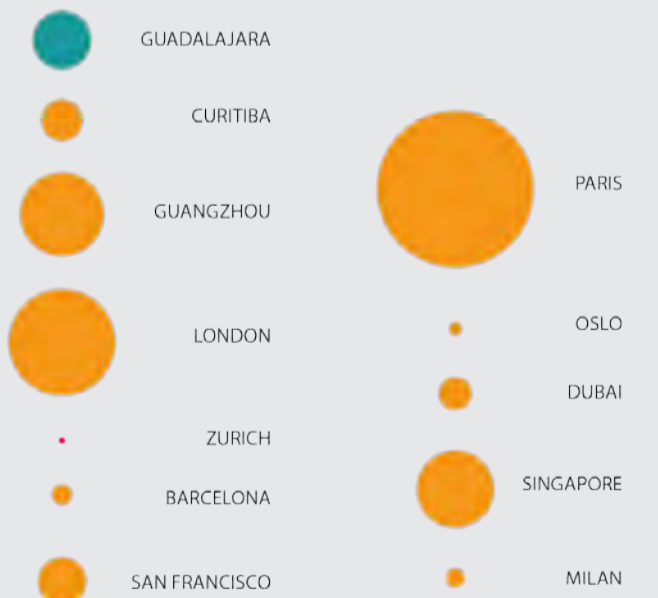 GUADALAJARA
CURITIBA
GUANGZHOU
LONDON
ZURICH
BARCELONA
SAN FRANCISCO
PARIS
OSLO
DUBAI
SINGAPORE
MILAN